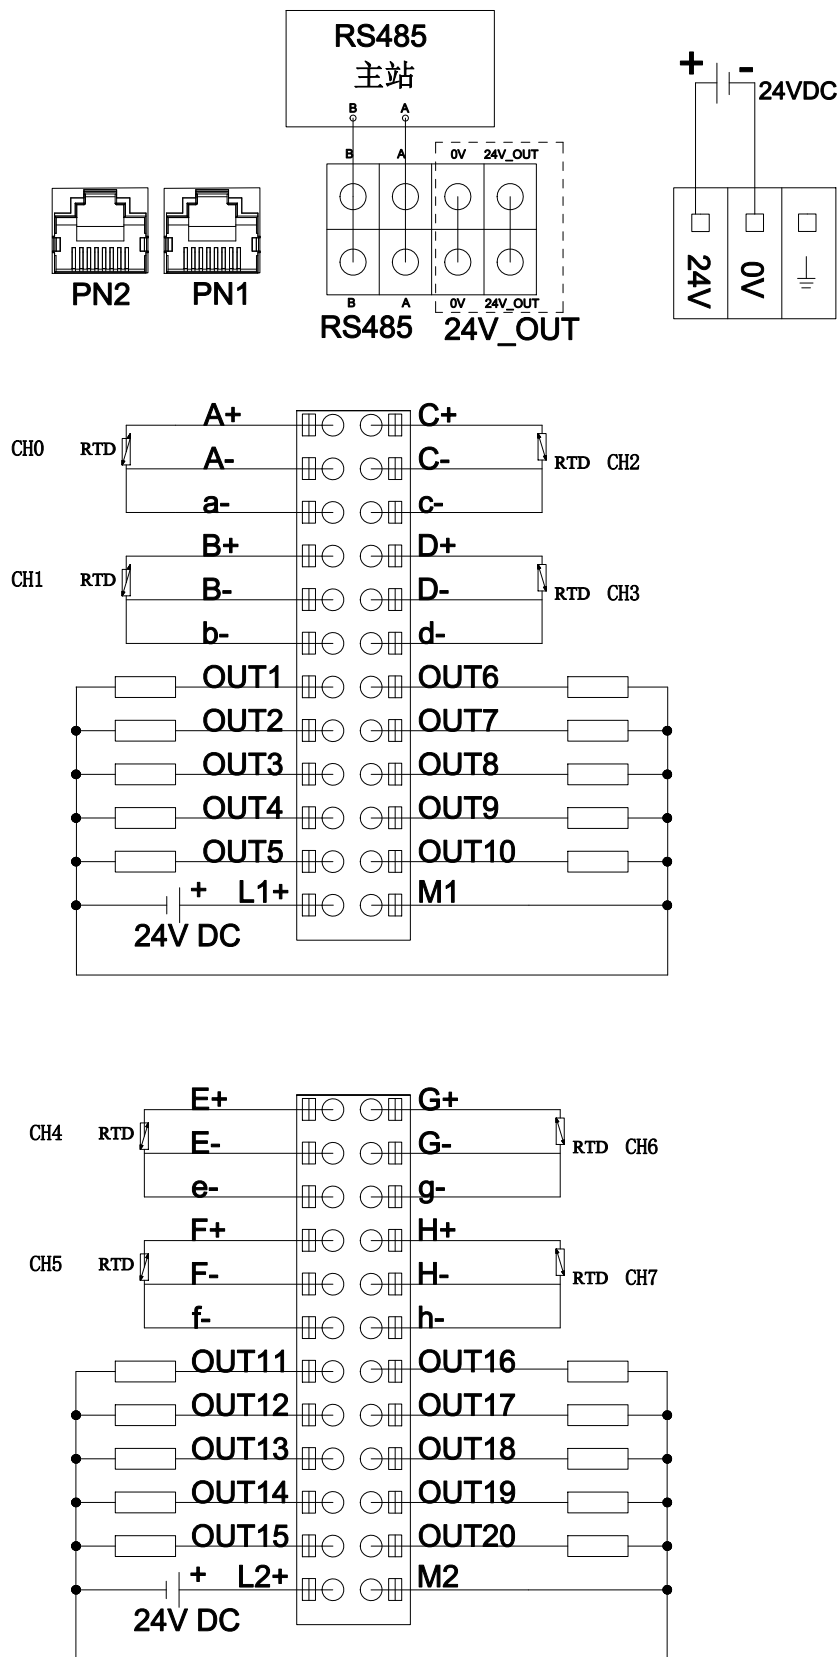 RS485
主站
B A
+ - 24VDC
B A 0V 24V_OUT
24V 0V
PN2 PN1
B A 0V 24V_OUT
RS485 24V_OUT
A+ C+
CH0 RTD A- C- RTD CH2
a- c-
B+ D+
CH1 RTD B- D- RTD CH3
b- d-
OUT1 OUT6
OUT2 OUT7
OUT3 OUT8
OUT4 OUT9
OUT5 OUT10
+ L1+ M1
24V DC
E+ G+
CH4 RTD E- G- RTD CH6
e- g-
F+ H+
CH5 RTD F- H- RTD CH7
f- h-
OUT11 OUT16
OUT12 OUT17
OUT13 OUT18
OUT14 OUT19
OUT15 OUT20
+ L2+ M2
24V DC